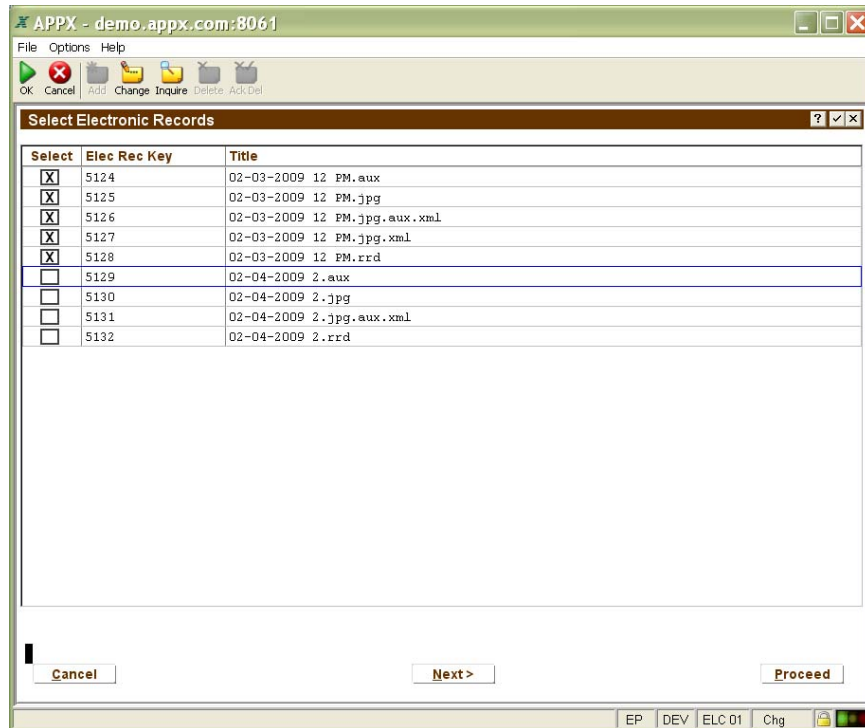 APPX - demo.appx.com:8061
File Options Help
OK Cancel Add Change Inquire Delete Ack Del
Select Electronic Records
Select Elec Rec Key Title
X 5124 02-03-2009 12 PM.aux
X 5125 02-03-2009 12 PM.jpg
X 5126 02-03-2009 12 PM.jpg.aux.xml
X 5127 02-03-2009 12 PM.jpg.xml
X 5128 02-03-2009 12 PM.rrd
5129 02-04-2009 2.aux
5130 02-04-2009 2.jpg
5131 02-04-2009 2.jpg.aux.xml
5132 02-04-2009 2.rrd
Cancel Next > Proceed
EP DEV ELC 01 Chg